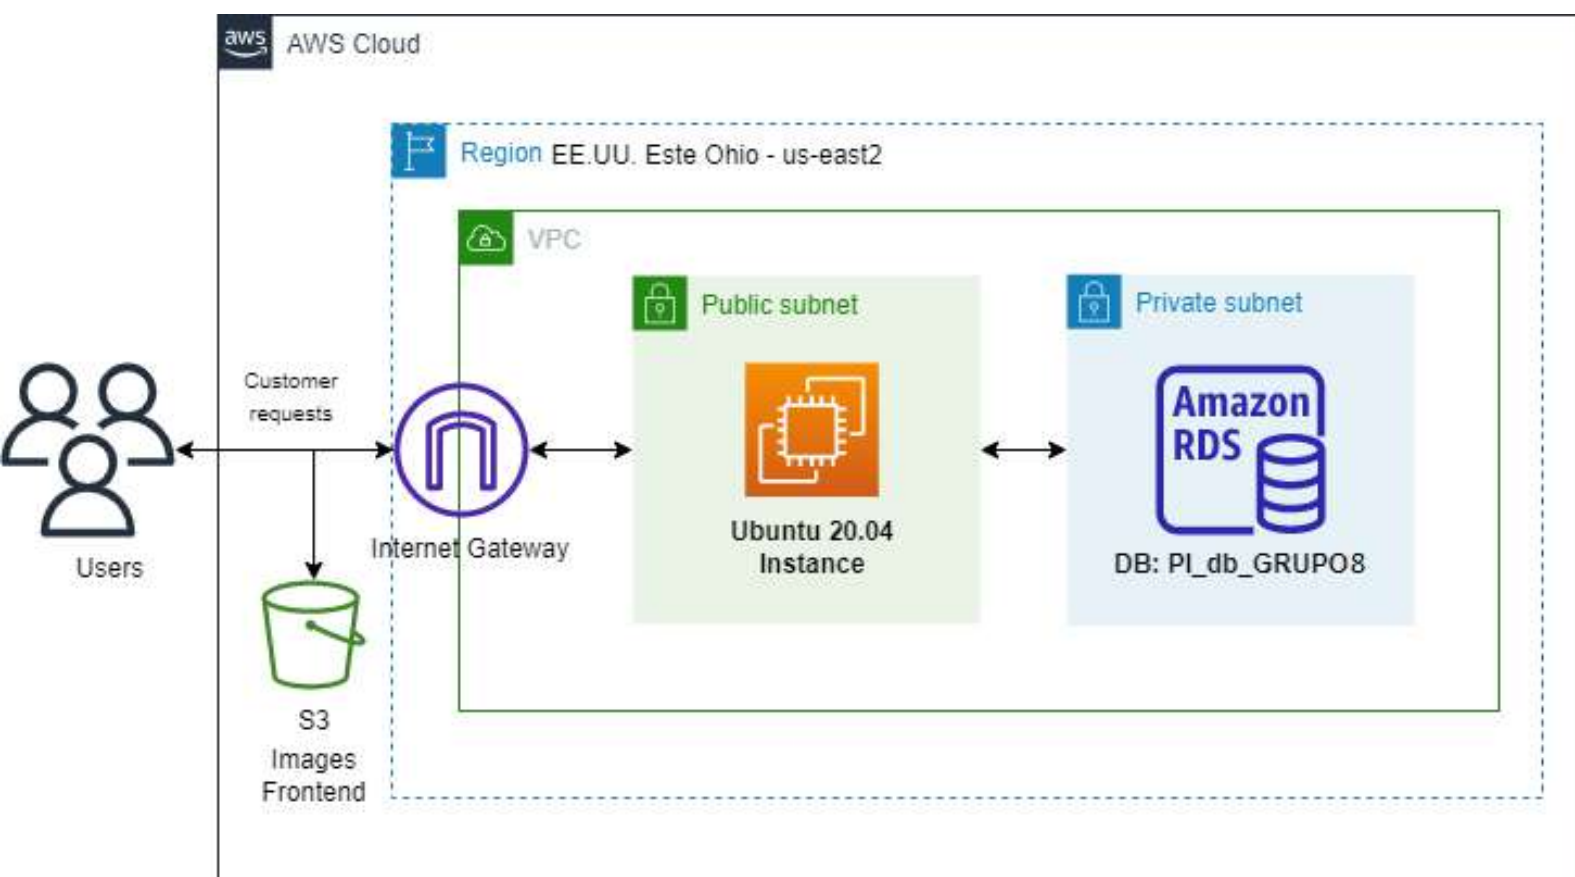 aws
AWS Cloud
Region EE.UU. Este Ohio - us-east2
VPC
Public subnet
Private subnet
Customer
requests
Amazon
RDS
Internet Gateway
Ubuntu 20.04
Instance
DB: PI_db_GRUPO8
Users
S3
Images
Frontend